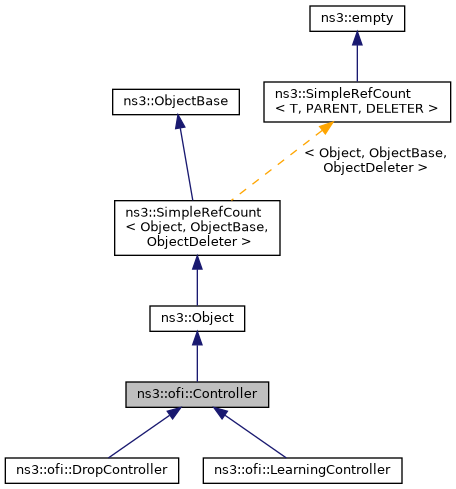 ns3::empty
ns3::SimpleRefCount
< T, PARENT, DELETER >
ns3::ObjectBase
< Object, ObjectBase,
ObjectDeleter >
ns3::SimpleRefCount
< Object, ObjectBase,
ObjectDeleter >
ns3::Object
ns3::ofi::Controller
ns3::ofi::DropController
ns3::ofi::LearningController